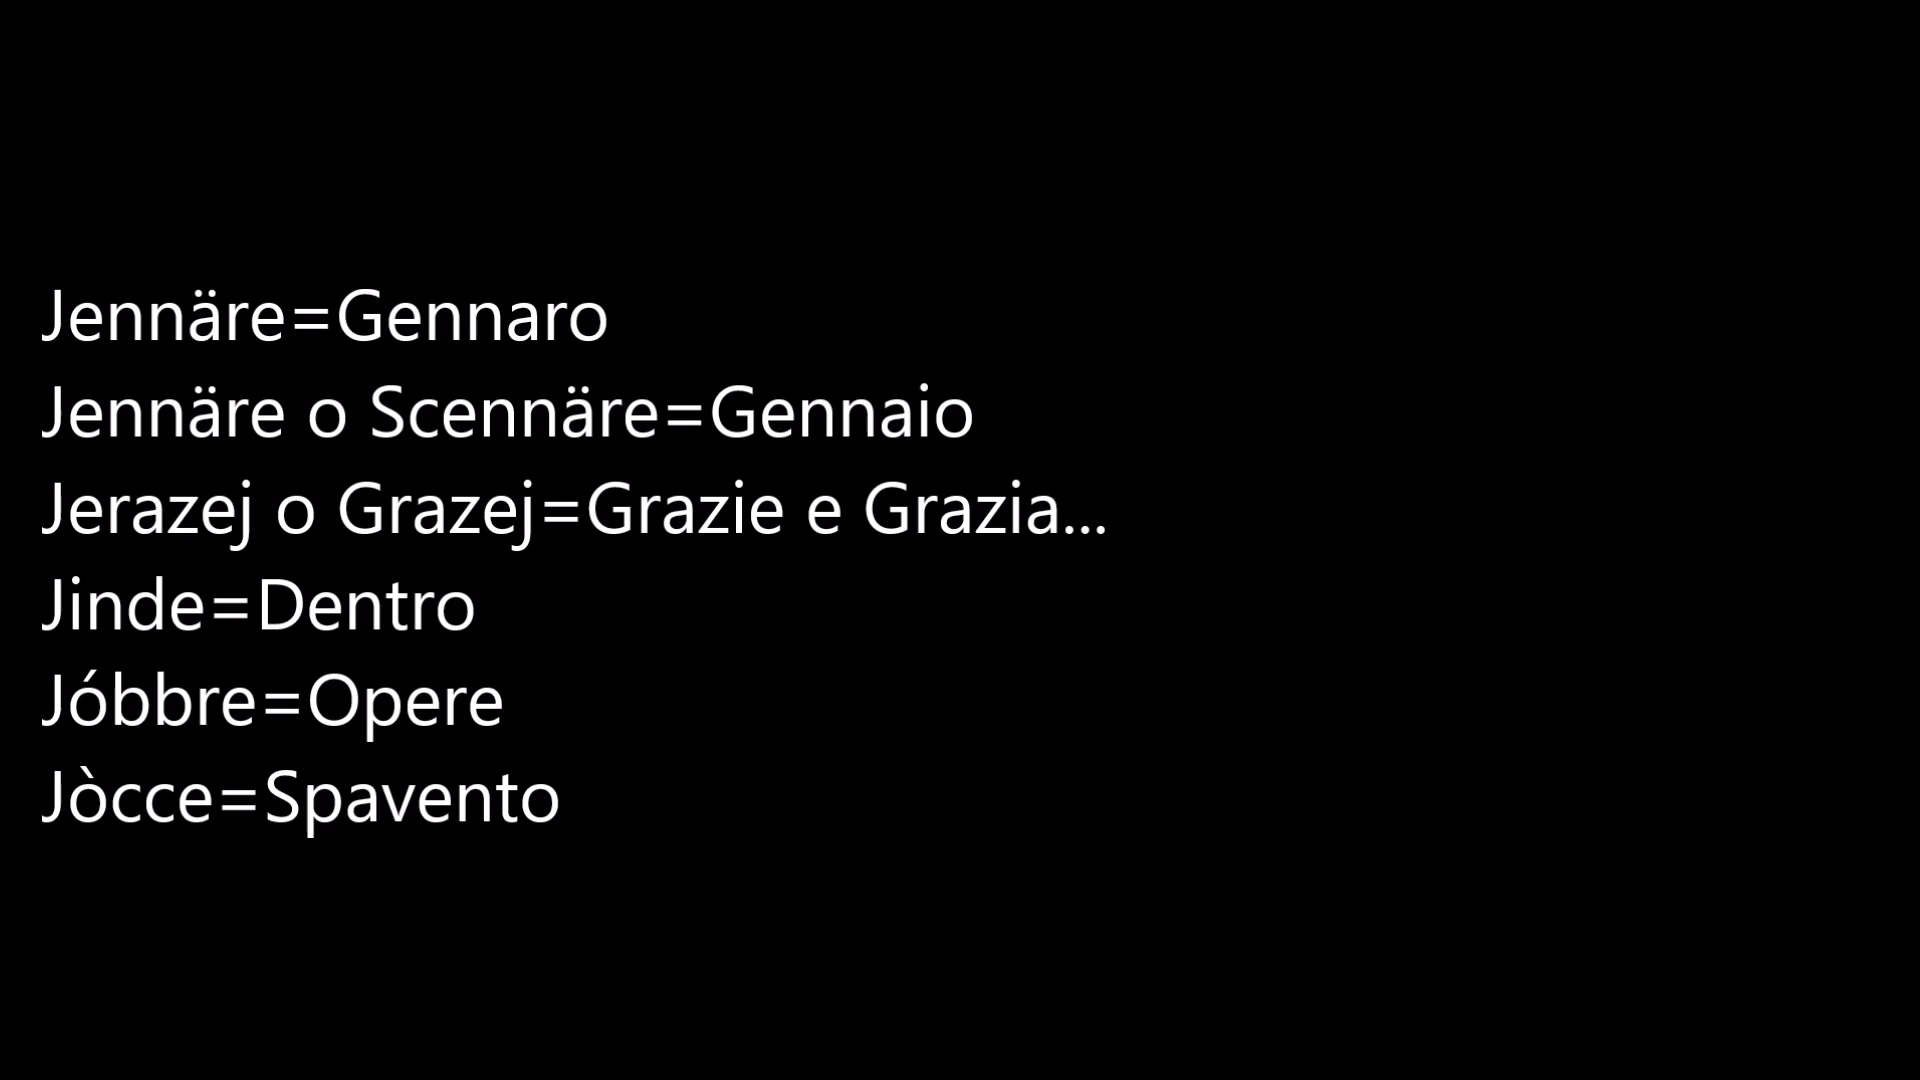 Jennäre=Gennaro
Jennäre o Scennäre=Gennaio
Jerazej o Grazej=Grazie e Grazia...
Jinde=Dentro
Jóbbre=Opere
Jòcce=Spavento